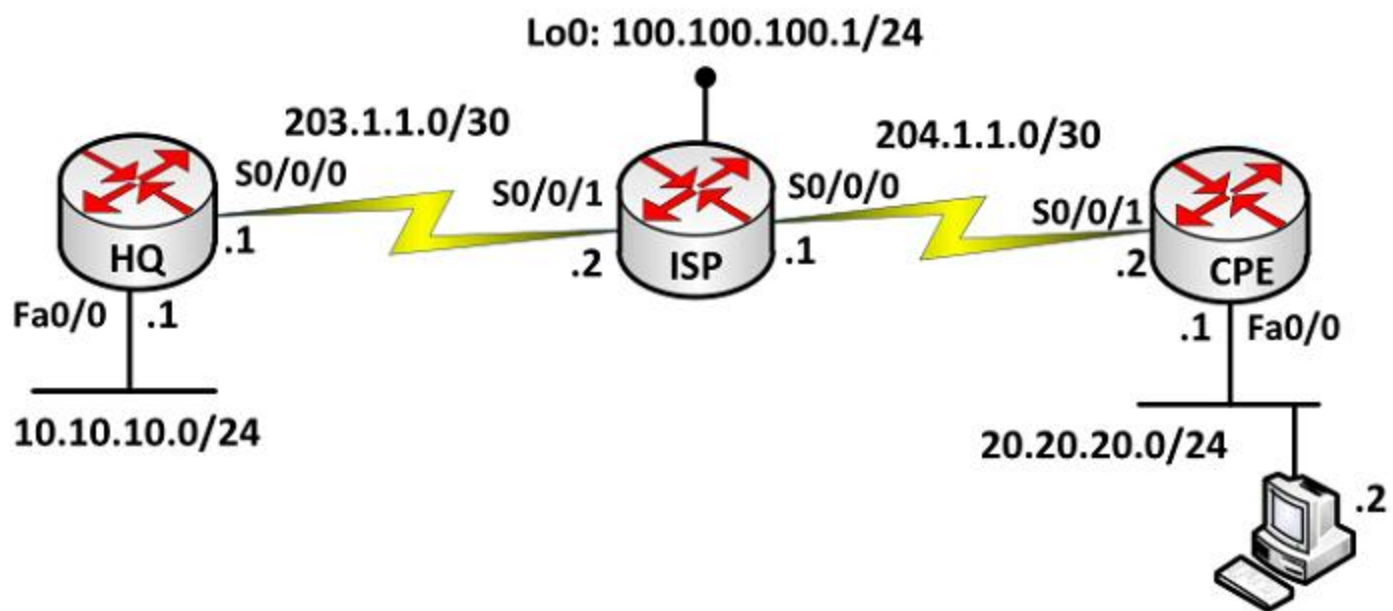 Lo0: 100.100.100.1/24
203.1.1.0/30
204.1.1.0/30
S0/0/0
S0/0/1
S0/0/0
S0/0/1
.1
.2
.1
.2
HQ
ISP
CPE
Fa0/0
.1
.1
Fa0/0
10.10.10.0/24
20.20.20.0/24
.2